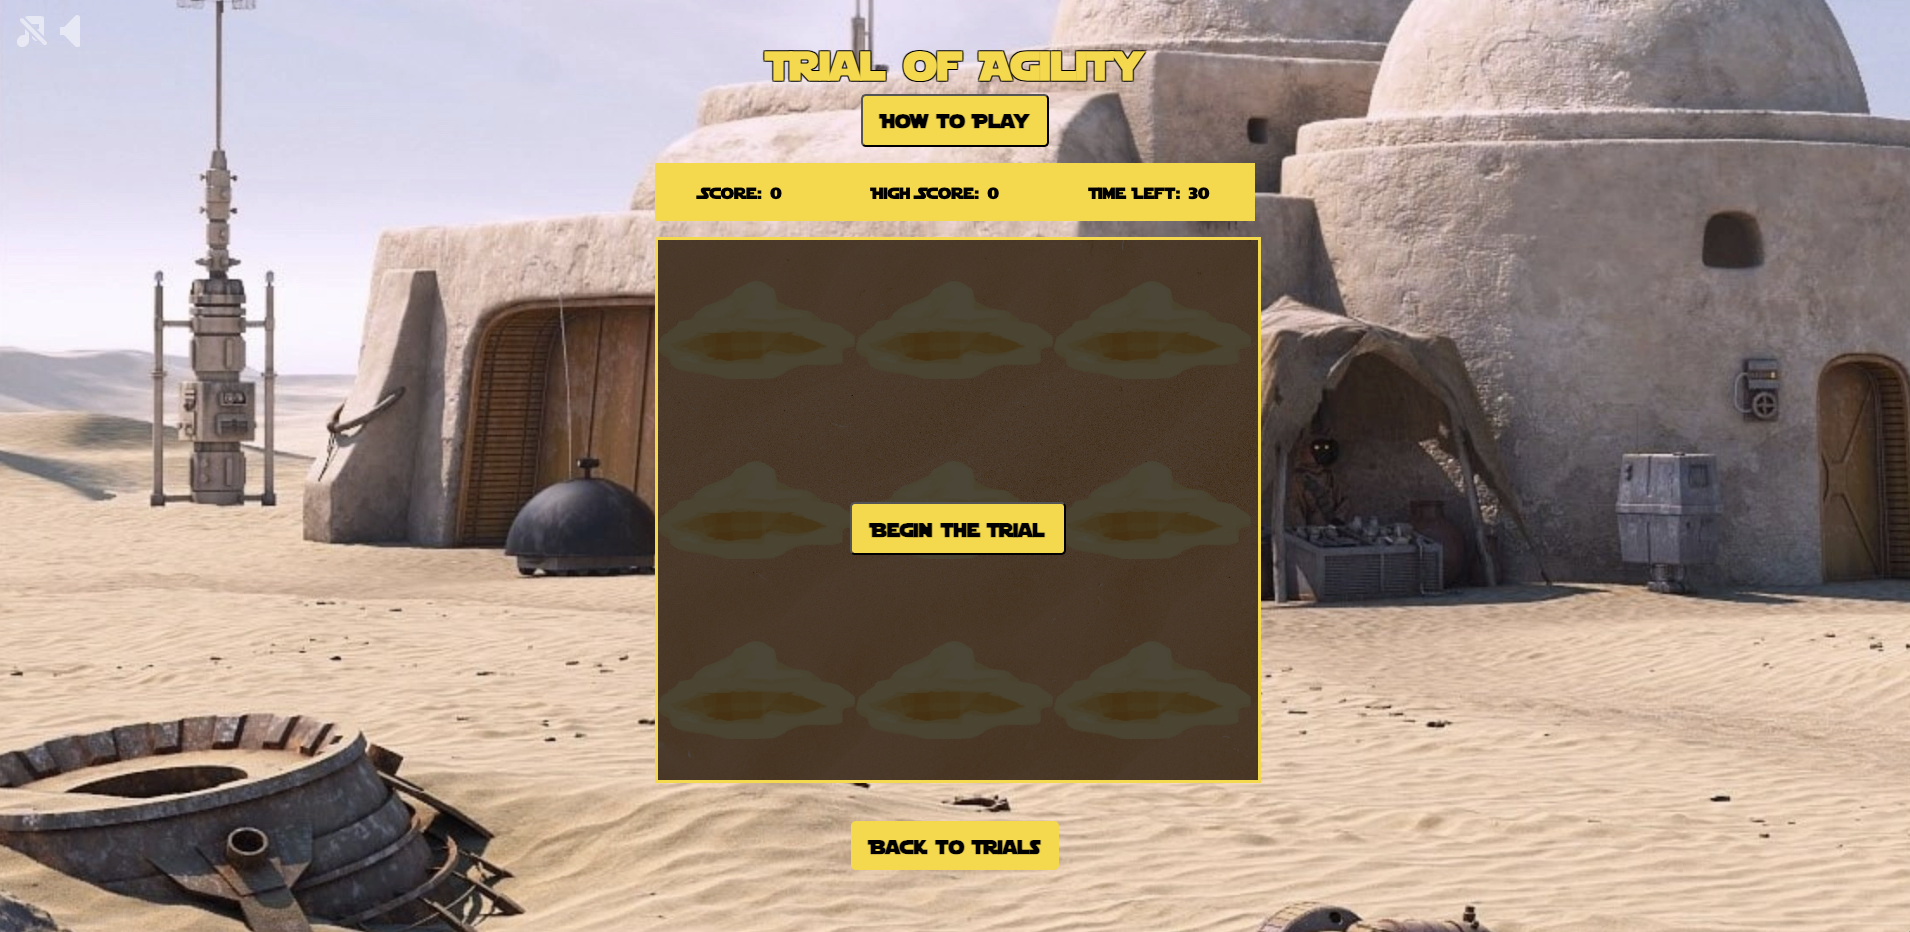 Trial of Agility
How to Play
Score: 0
High Score: 0
Time Left: 30
Begin the Trial
Back to Trials